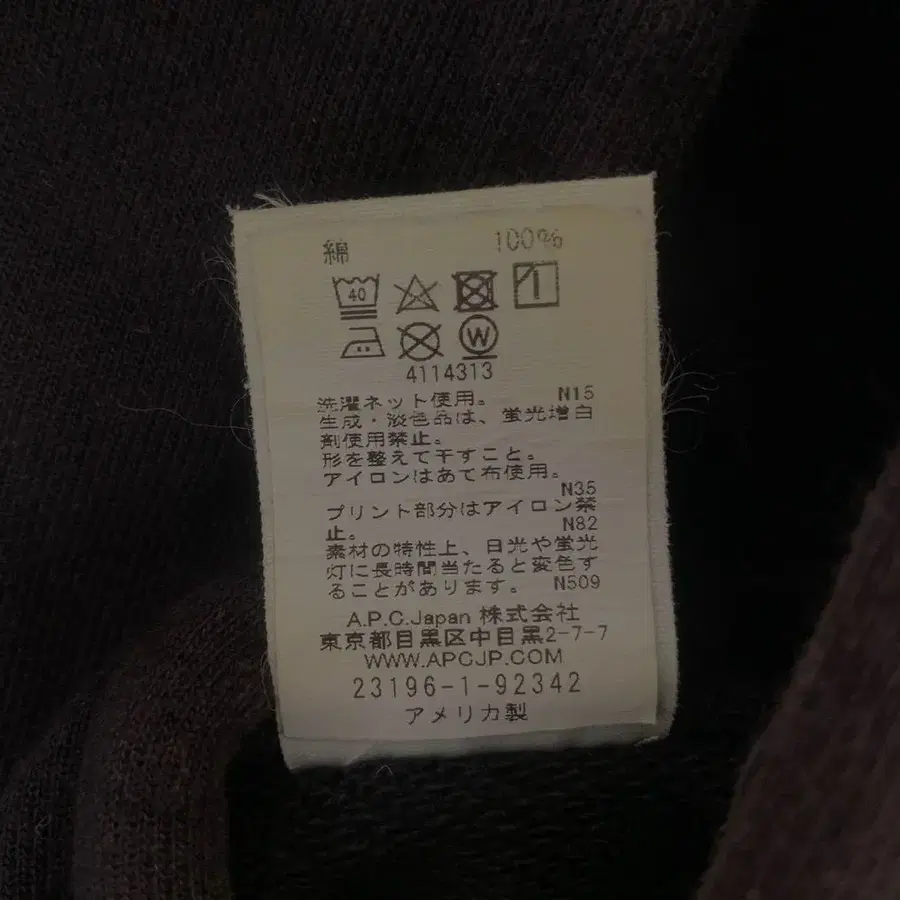 綿 100%
40
W
4114313
洗濯ネット使用。 N15
生成・淡色品は、蛍光増白
剤使用禁止。
形を整えて干すこと。
アイロンはあて布使用。
N35
プリント部分はアイロン禁
止。 N82
素材の特性上、日光や蛍光
灯に長時間当たると変色す
ることがあります。 N509
A.P.C.Japan 株式会社
東京都目黒区中目黒2-7-7
WWW.APCJP.COM
23196-1-92342
アメリカ製